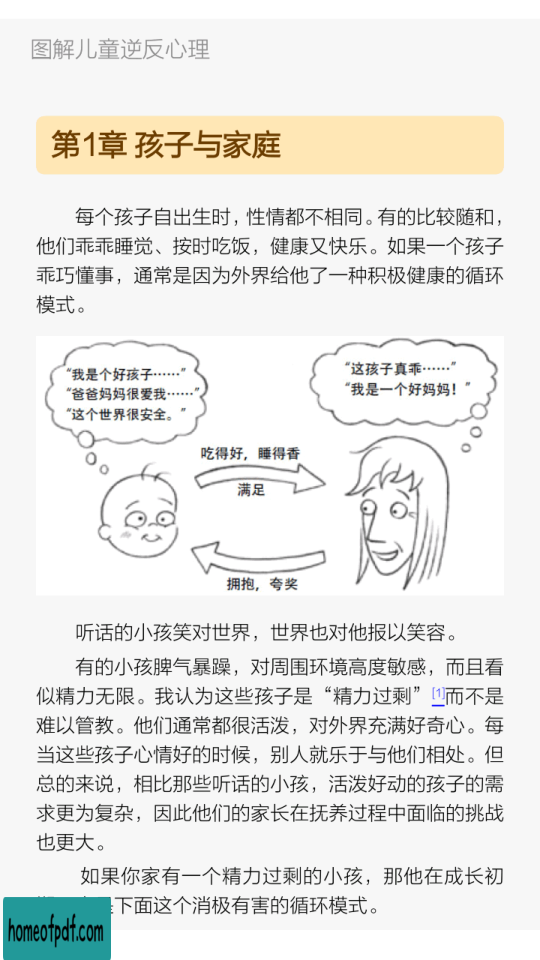 图解儿童逆反心理
第1章 孩子与家庭
每个孩子自出生时，性情都不相同。有的比较随和，
他们乖乖睡觉、按时吃饭，健康又快乐。如果一个孩子
乖巧懂事，通常是因为外界给他了一种积极健康的循环
模式。
“我是个好孩子……”
“爸爸妈妈很爱我……”
“这个世界很安全。”
“这孩子真乖……”
“我是一个好妈妈！”
吃得好，睡得香
满足
拥抱，夸奖
听话的小孩笑对世界，世界也对他报以笑容。
有的小孩脾气暴躁，对周围环境高度敏感，而且看
似精力无限。我认为这些孩子是“精力过剩”[1]而不是
难以管教。他们通常都很活泼，对外界充满好奇心。每
当这些孩子心情好的时候，别人就乐于与他们相处。但
总的来说，相比那些听话的小孩，活泼好动的孩子的需
求更为复杂，因此他们的家长在抚养过程中面临的挑战
也更大。
如果你家有一个精力过剩的小孩，那他在成长初
下面这个消极有害的循环模式。
homeofpdf.com